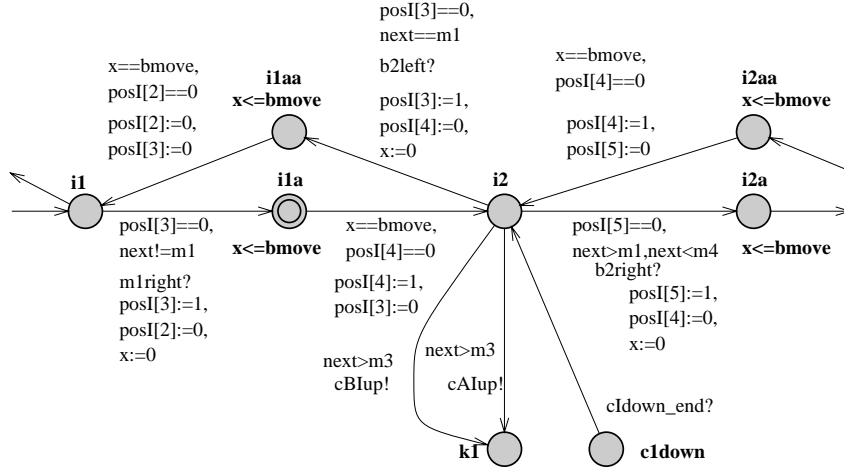 posI[3]==0,
next==m1
b2left?
posI[3]:=1,
posI[4]:=0,
x:=0
x==bmove,
posI[2]==0
posI[2]:=0,
posI[3]:=0
i1aa
x<=bmove
x==bmove,
posI[4]==0
posI[4]:=1,
posI[5]:=0
i2aa
x<=bmove
i1
i1a
i2
i2a
posI[3]==0,
next!=m1
m1right?
posI[3]:=1,
posI[2]:=0,
x:=0
x<=bmove
x==bmove,
posI[4]==0
posI[4]:=1,
posI[3]:=0
posI[5]==0,
next>m1,next<m4
b2right?
posI[5]:=1,
posI[4]:=0,
x:=0
x<=bmove
next>m3
cBIup!
next>m3
cAIup!
cIdown_end?
k1
c1down